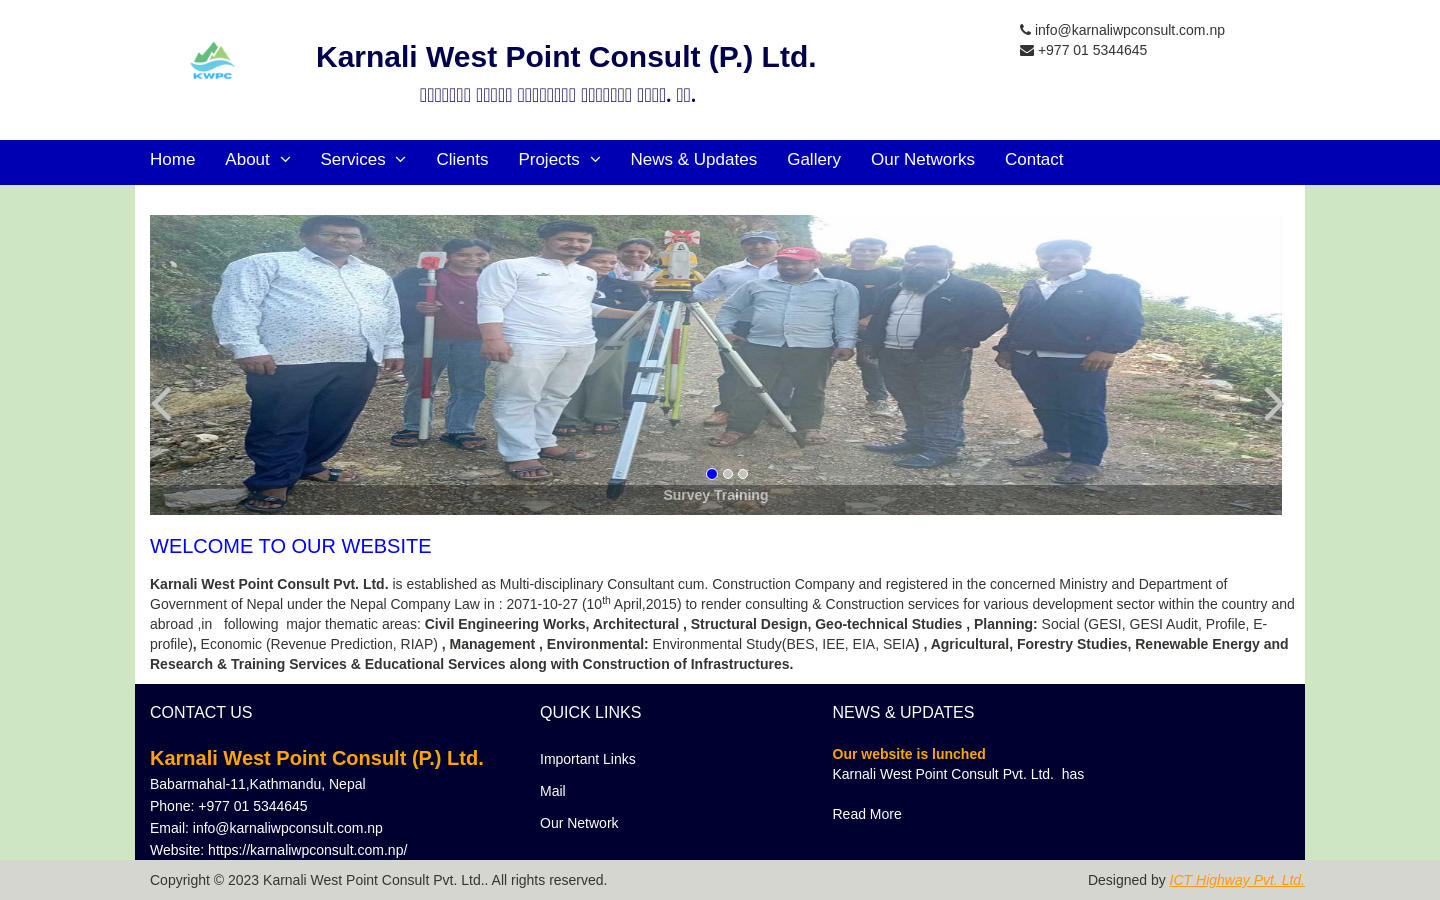 KWPC
Karnali West Point Consult (P.) Ltd.
info@karnaliwpconsult.com.np
+977 01 5344645
Home About Services Clients Projects News & Updates Gallery Our Networks Contact
Survey Training
WELCOME TO OUR WEBSITE
Karnali West Point Consult Pvt. Ltd. is established as Multi-disciplinary Consultant cum. Construction Company and registered in the concerned Ministry and Department of
Government of Nepal under the Nepal Company Law in : 2071-10-27 (10th April,2015) to render consulting & Construction services for various development sector within the country and
abroad ,in following major thematic areas: Civil Engineering Works, Architectural , Structural Design, Geo-technical Studies , Planning: Social (GESI, GESI Audit, Profile, E-
profile), Economic (Revenue Prediction, RIAP) , Management , Environmental: Environmental Study(BES, IEE, EIA, SEIA) , Agricultural, Forestry Studies, Renewable Energy and
Research & Training Services & Educational Services along with Construction of Infrastructures.
CONTACT US
Karnali West Point Consult (P.) Ltd.
Babarmahal-11,Kathmandu, Nepal
Phone: +977 01 5344645
Email: info@karnaliwpconsult.com.np
Website: https://karnaliwpconsult.com.np/
QUICK LINKS
Important Links
Mail
Our Network
NEWS & UPDATES
Our website is lunched
Karnali West Point Consult Pvt. Ltd. has
Read More
Copyright © 2023 Karnali West Point Consult Pvt. Ltd.. All rights reserved.
Designed by ICT Highway Pvt. Ltd.